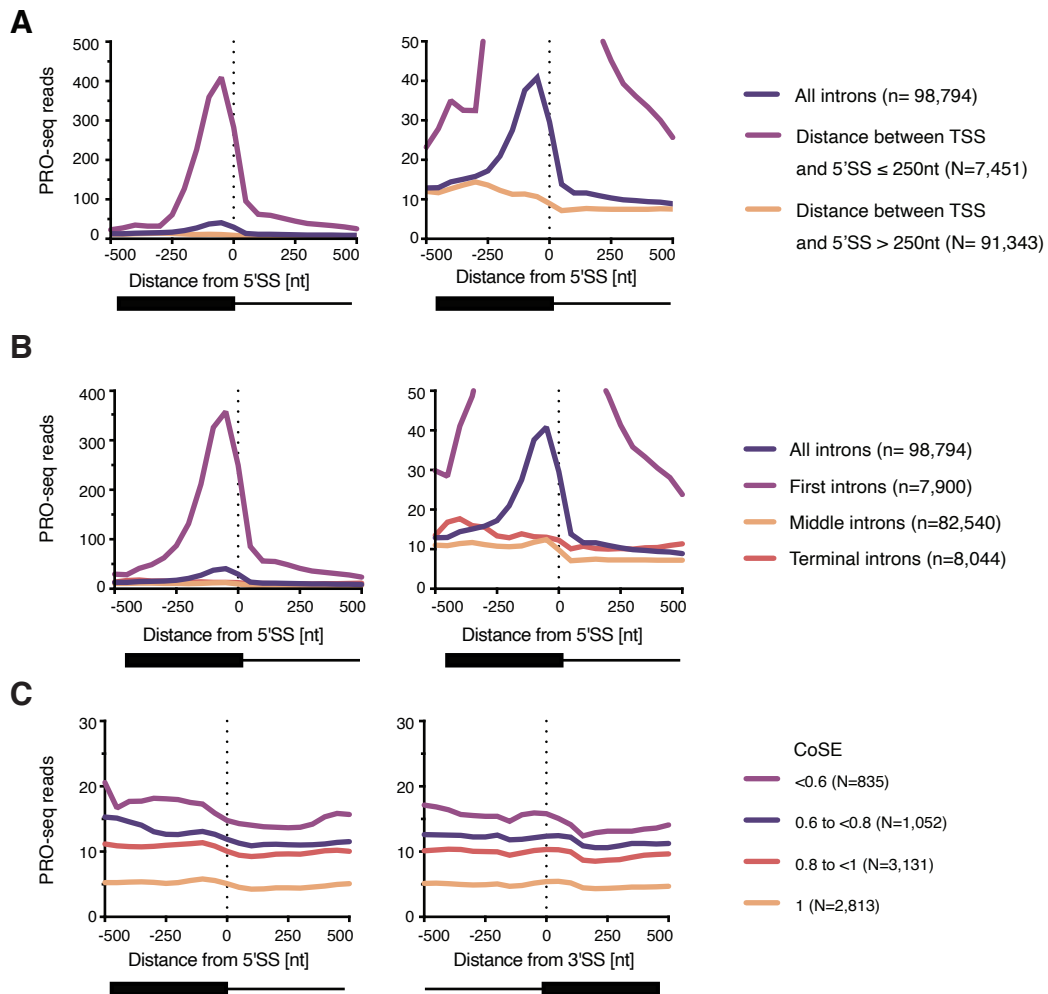 A
PRO-seq reads
500
400
300
200
100
0
-500 -250 0 250 500
Distance from 5'SS [nt]
50
40
30
20
10
0
-500 -250 0 250 500
Distance from 5'SS [nt]
All introns (n= 98,794)
Distance between TSS
and 5'SS ≤ 250nt (N=7,451)
Distance between TSS
and 5'SS > 250nt (N= 91,343)
B
PRO-seq reads
400
300
200
100
0
-500 -250 0 250 500
Distance from 5'SS [nt]
50
40
30
20
10
0
-500 -250 0 250 500
Distance from 5'SS [nt]
All introns (n= 98,794)
First introns (n=7,900)
Middle introns (n=82,540)
Terminal introns (n=8,044)
C
PRO-seq reads
30
20
10
0
-500 -250 0 250 500
Distance from 5'SS [nt]
30
20
10
0
-500 -250 0 250 500
Distance from 3'SS [nt]
CoSE
<0.6 (N=835)
0.6 to <0.8 (N=1,052)
0.8 to <1 (N=3,131)
1 (N=2,813)